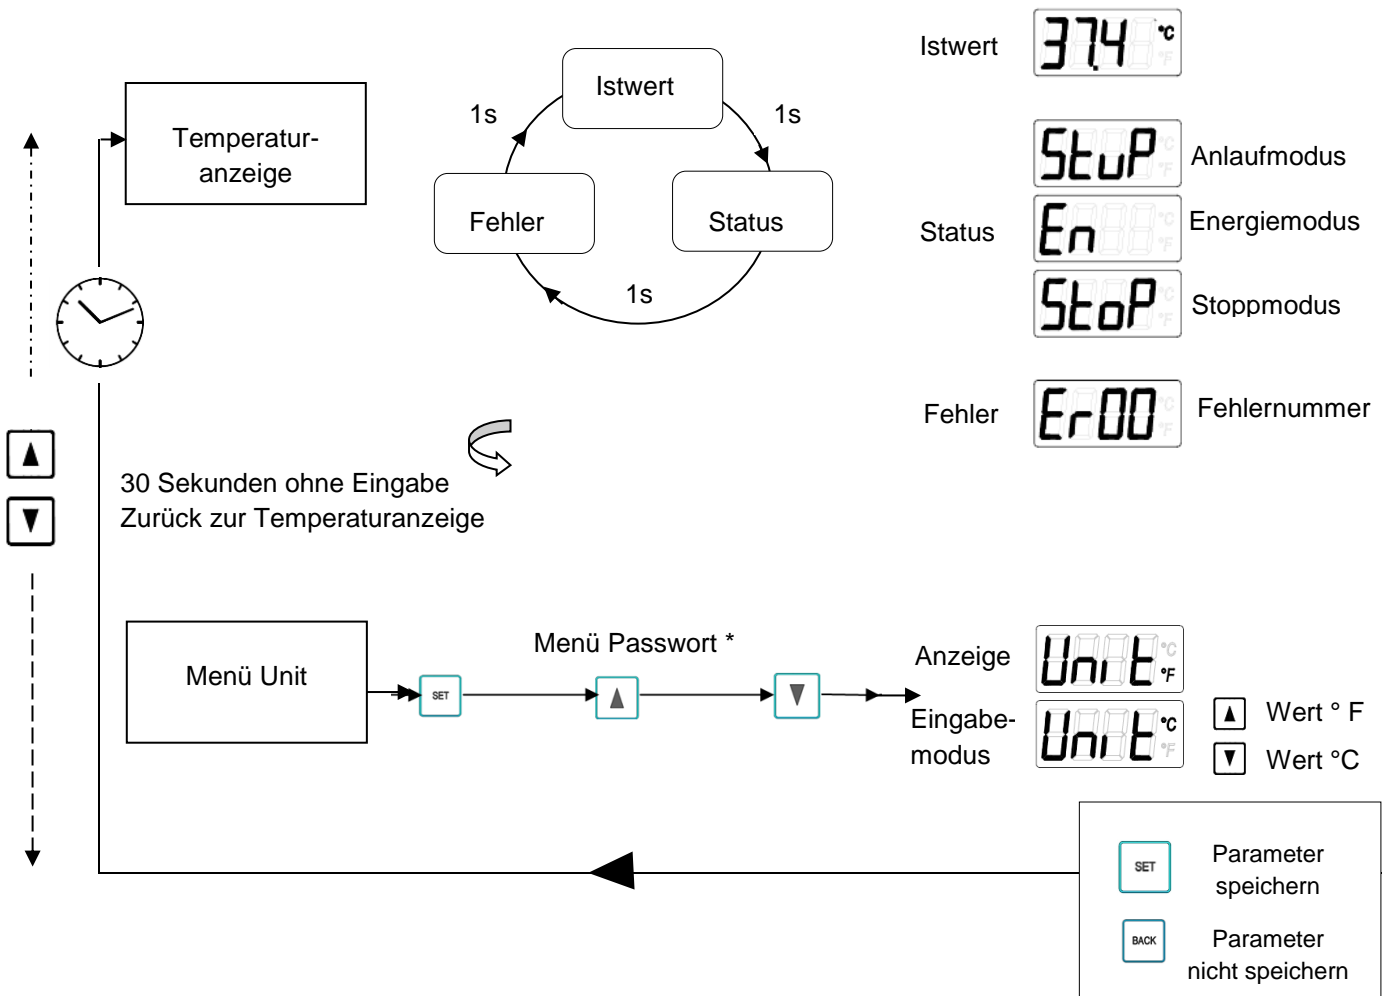 Istwert
37.4 °C
°F
Temperatur-
anzeige
Istwert
1s
1s
Fehler
Status
1s
StuP °C
°F
Anlaufmodus
Status
En °C
°F
Energiemodus
StoP °C
°F
Stoppmodus
Fehler
Er00 °C
°F
Fehlernummer
30 Sekunden ohne Eingabe
Zurück zur Temperaturanzeige
Menü Unit
SET
Menü Passwort *
Anzeige
Unit °C
°F
Eingabe-
modus
Unit °C
°F
Wert ° F
Wert °C
SET
Parameter
speichern
BACK
Parameter
nicht speichern